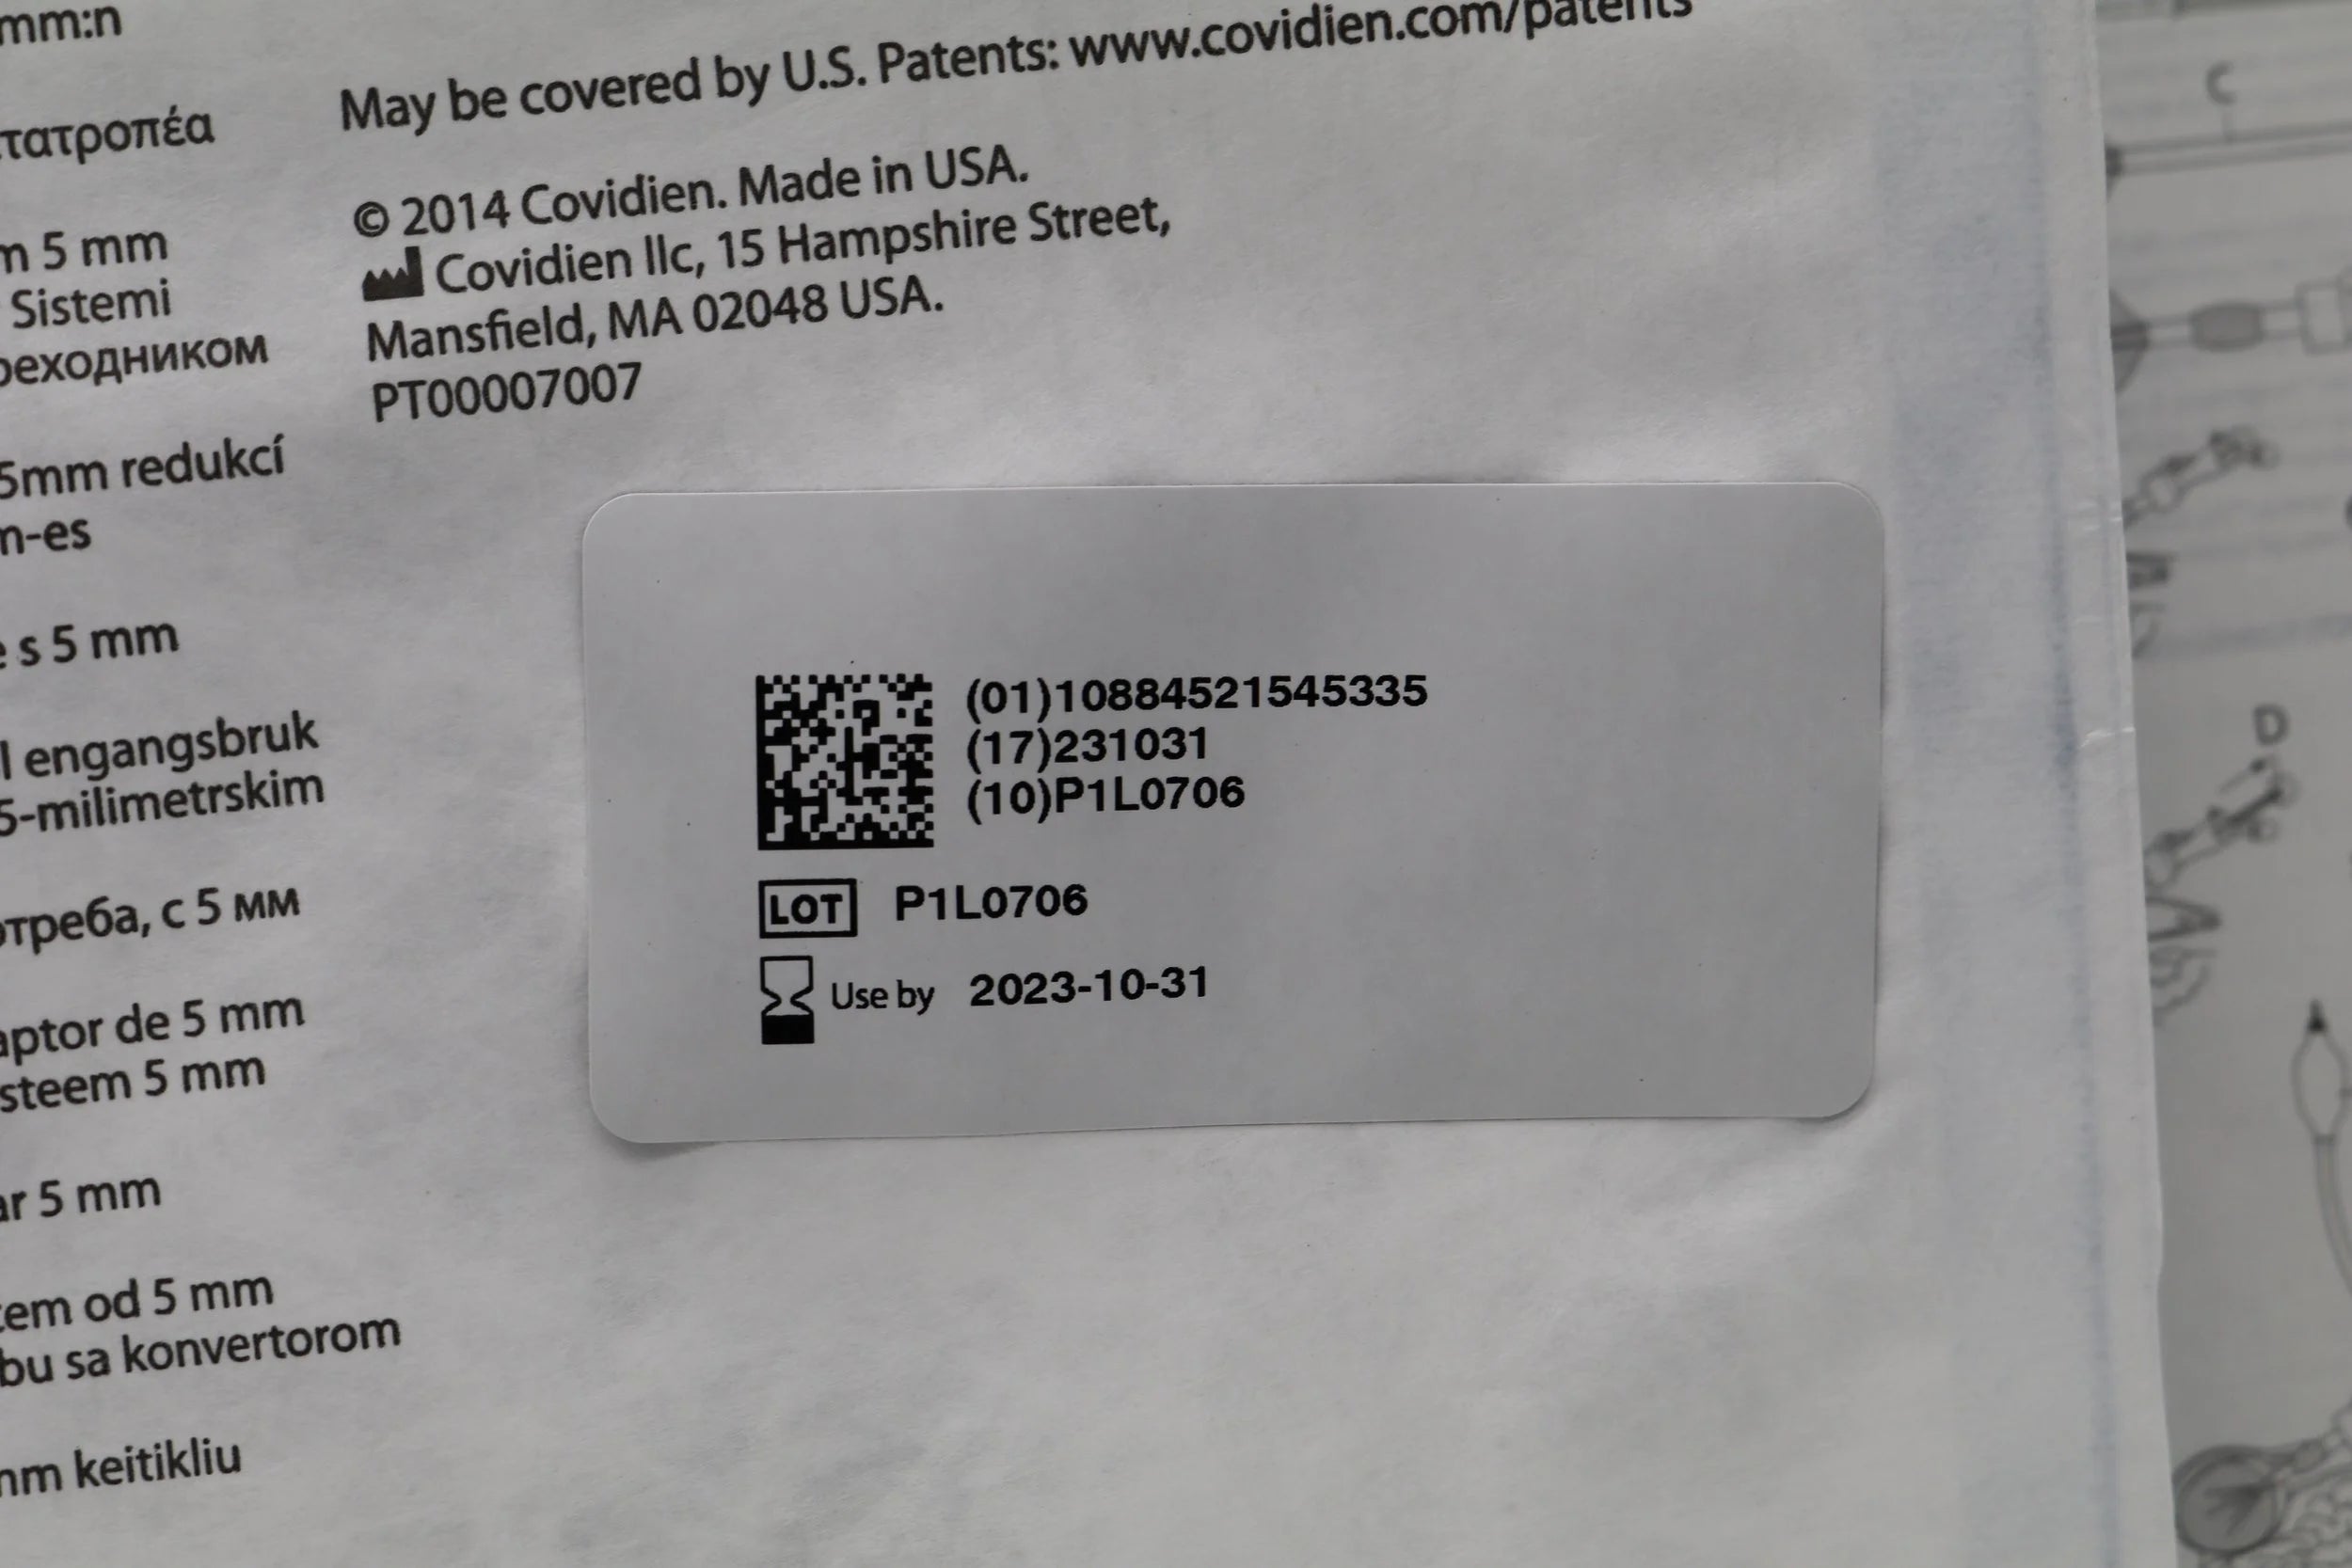 mm:n
τατροπέα
m 5 mm
Sistemi
реходником
5mm redukcí
m-es
e s 5 mm
l engangsbruk
5-milimetrskim
отреба, с 5 мм
aptor de 5 mm
steem 5 mm
ar 5 mm
tem od 5 mm
bu sa konvertorom
mm keitikliu
May be covered by U.S. Patents: www.covidien.com/patents
© 2014 Covidien. Made in USA.
Covidien llc, 15 Hampshire Street,
Mansfield, MA 02048 USA.
PT00007007
(01)10884521545335
(17)231031
(10)P1L0706
LOT P1L0706
Use by 2023-10-31
C
D